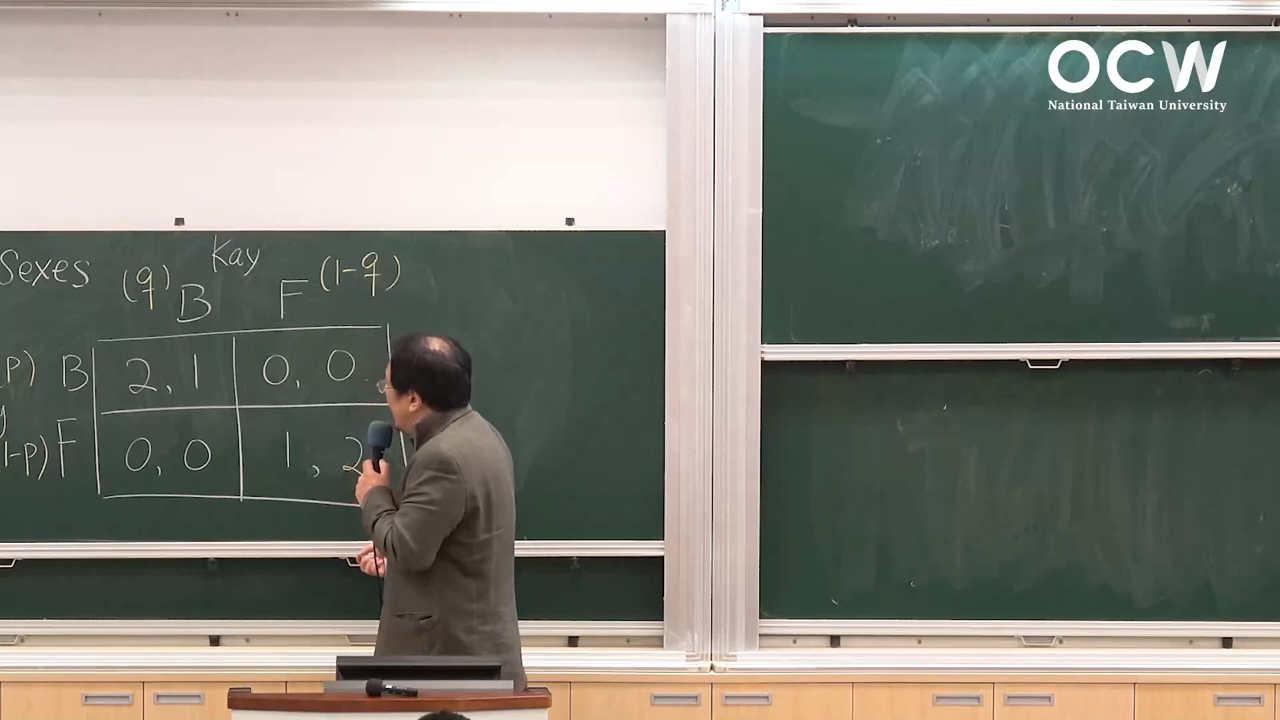 OCW
National Taiwan University
Sexes
Kay
(q) B F (1-q)
p) B 2, 1 0, 0
y
1-p) F 0, 0 1, 2